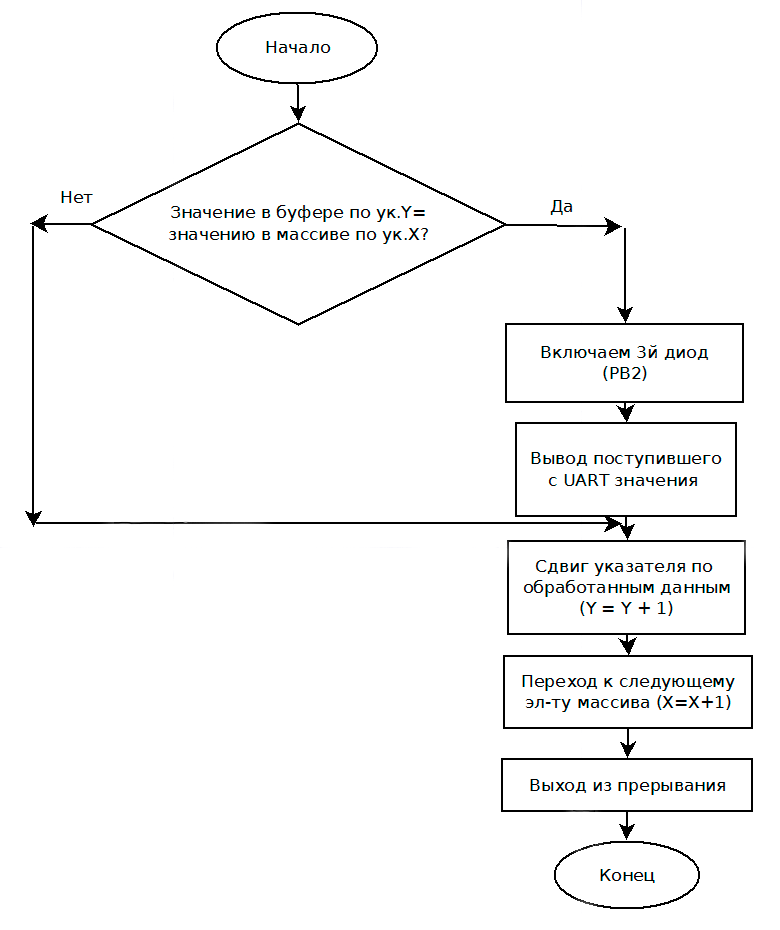 Начало
Нет
Да
Значение в буфере по ук.Y=
значению в массиве по ук.X?
Включаем 3й диод
(PB2)
Вывод поступившего
с UART значения
Сдвиг указателя по
обработанным данным
(Y = Y + 1)
Переход к следующему
эл-ту массива (X=X+1)
Выход из прерывания
Конец